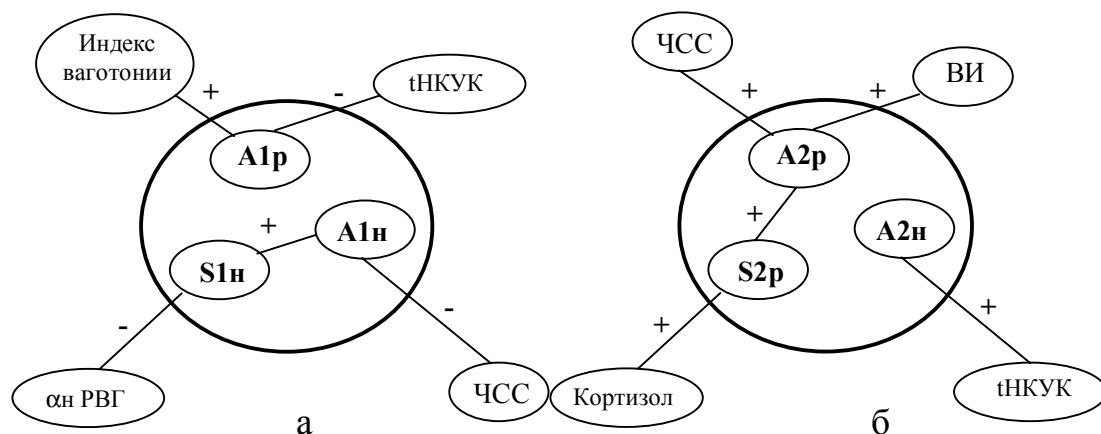 Индекс
ваготонии
+
-
tНКУК
А1р
+
А1н
S1н
-
-
αн РВГ
ЧСС
а
ЧСС
ВИ
+
+
А2р
+
А2н
S2р
+
+
Кортизол
tНКУК
б